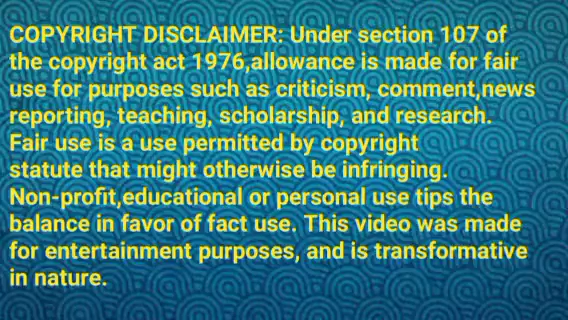 COPYRIGHT DISCLAIMER: Under section 107 of
the copyright act 1976,allowance is made for fair
use for purposes such as criticism, comment,news
reporting, teaching, scholarship, and research.
Fair use is a use permitted by copyright
statute that might otherwise be infringing.
Non-profit,educational or personal use tips the
balance in favor of fact use. This video was made
for entertainment purposes, and is transformative
in nature.